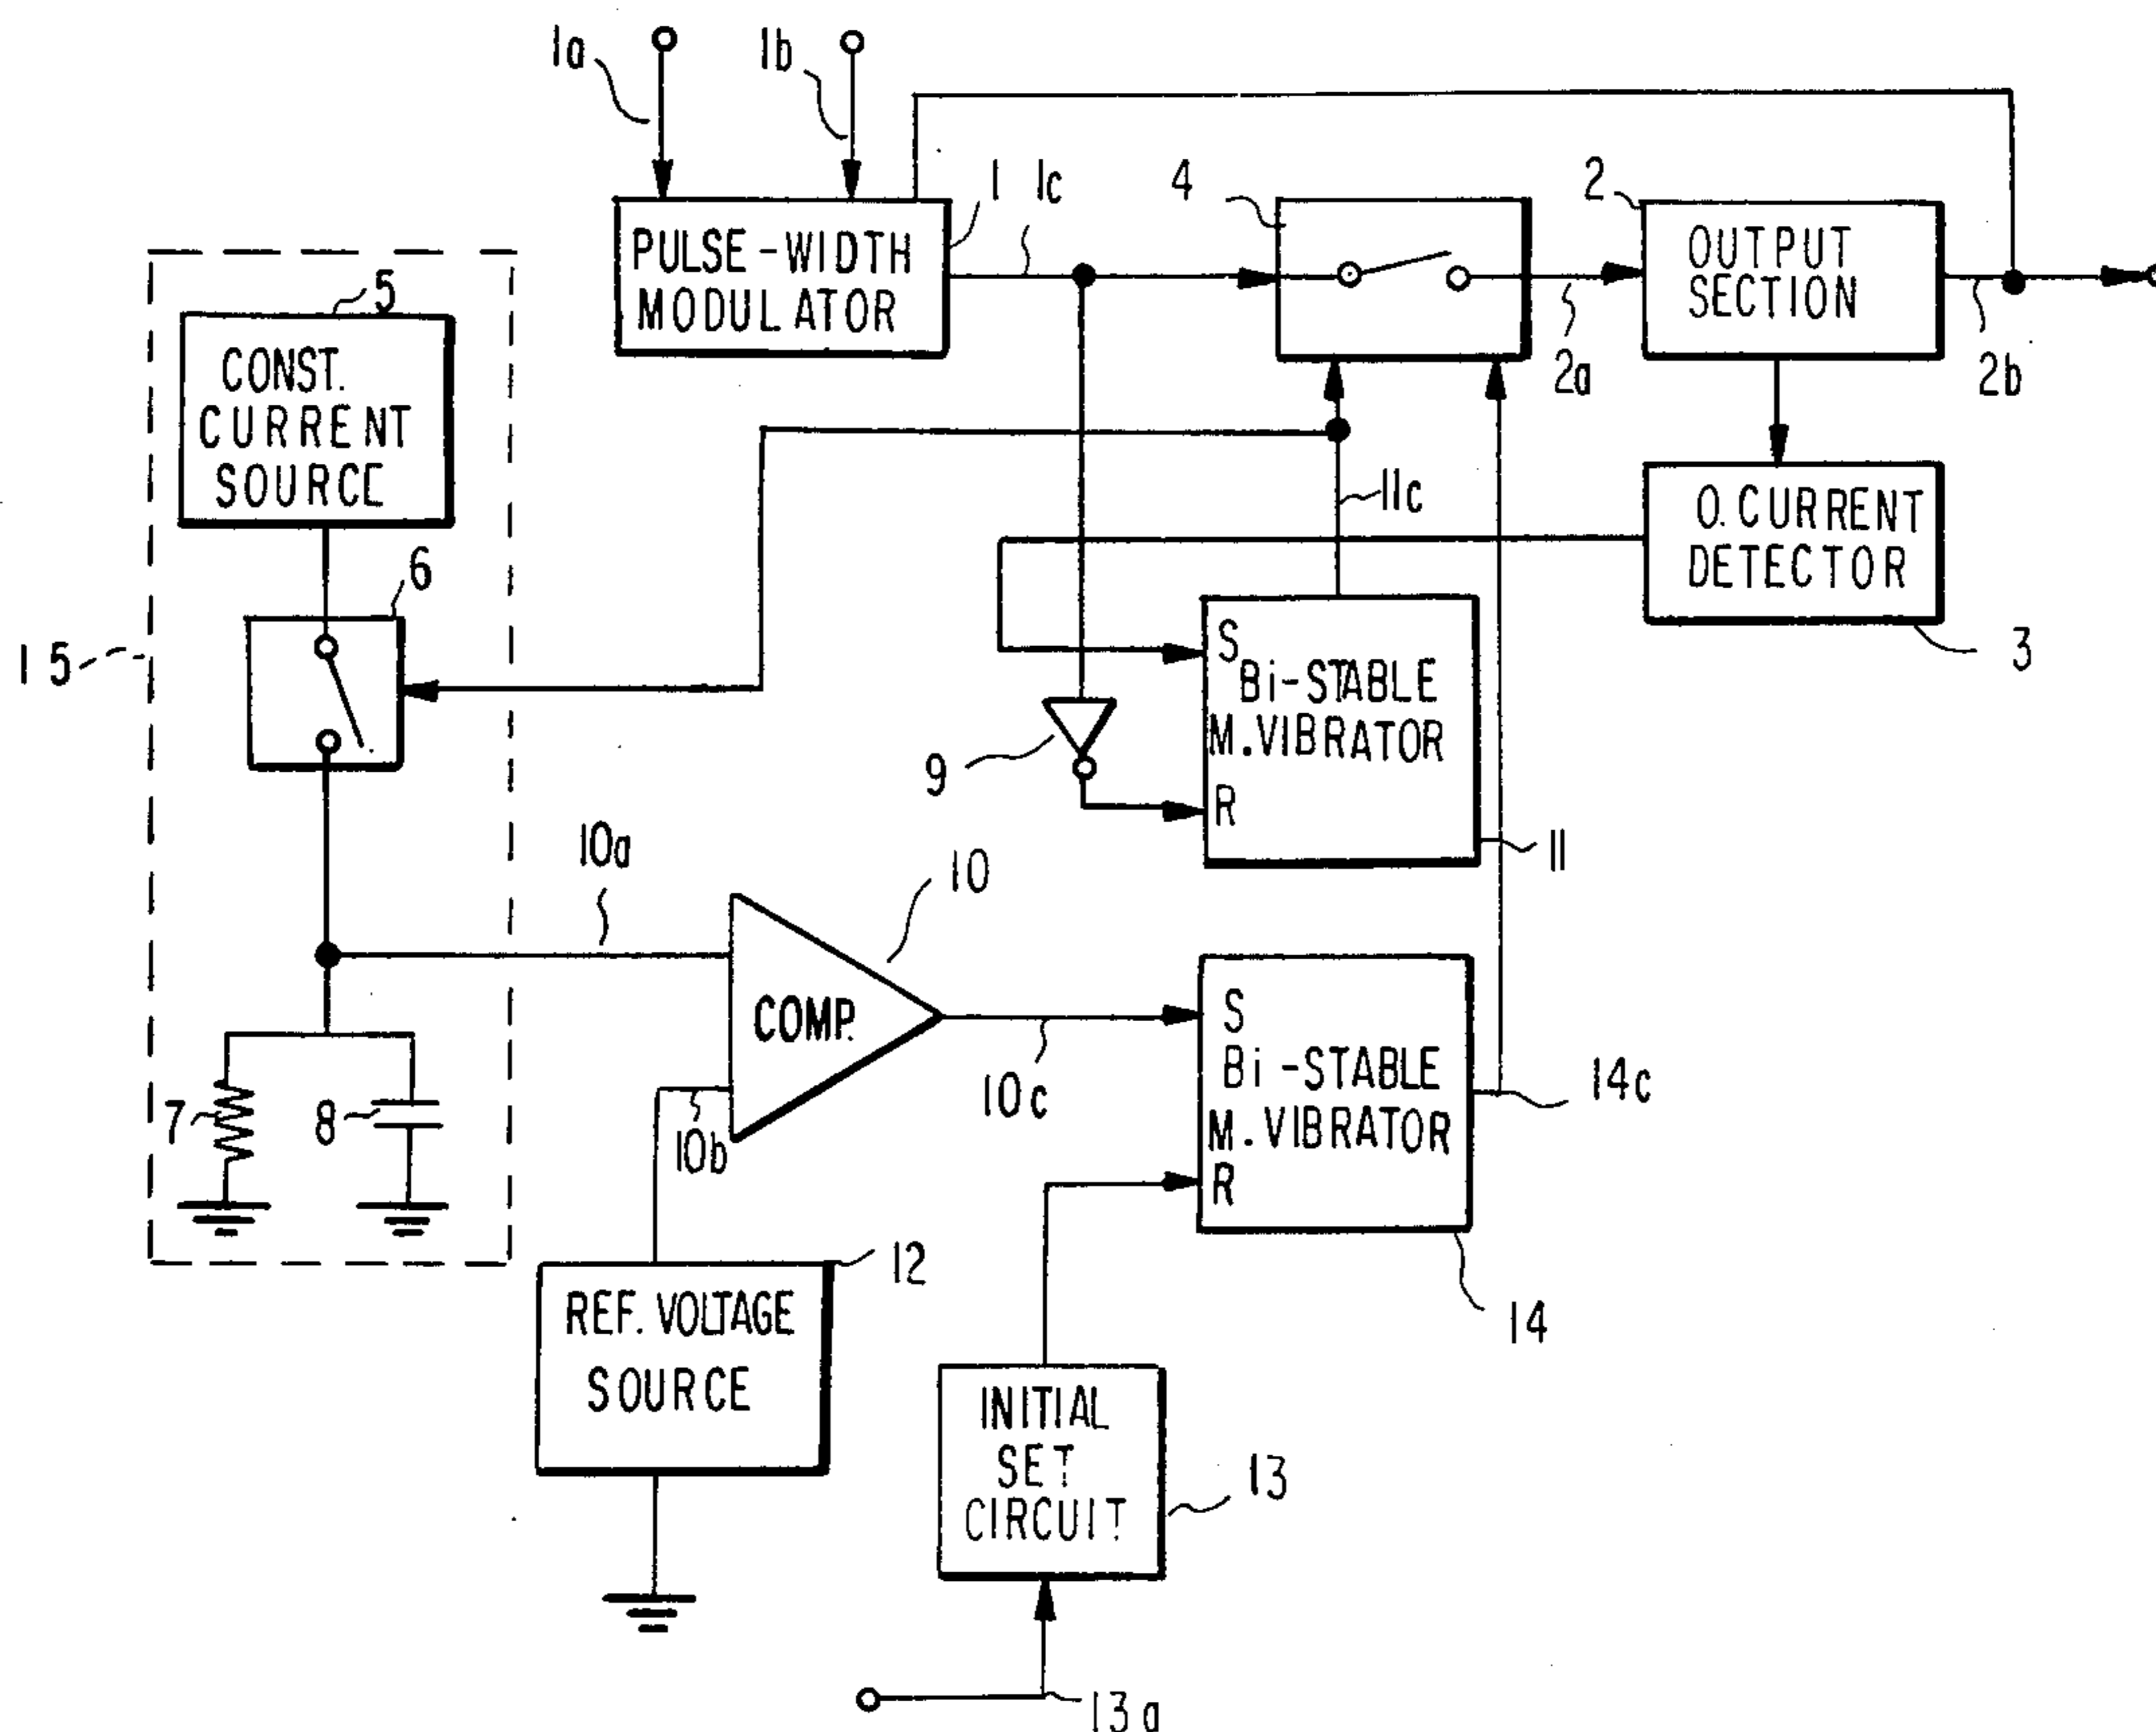 1a
1b
1
1c
4
2
PULSE-WIDTH
MODULATOR
OUTPUT
SECTION
5
2a
2b
CONST.
CURRENT
SOURCE
11c
O.CURRENT
DETECTOR
3
6
15
S
Bi-STABLE
M.VIBRATOR
R
9
11
10a
10
COMP.
S
Bi-STABLE
M.VIBRATOR
R
14c
10c
7
8
10b
12
14
REF. VOLTAGE
SOURCE
INITIAL
SET
CIRCUIT
13
13a